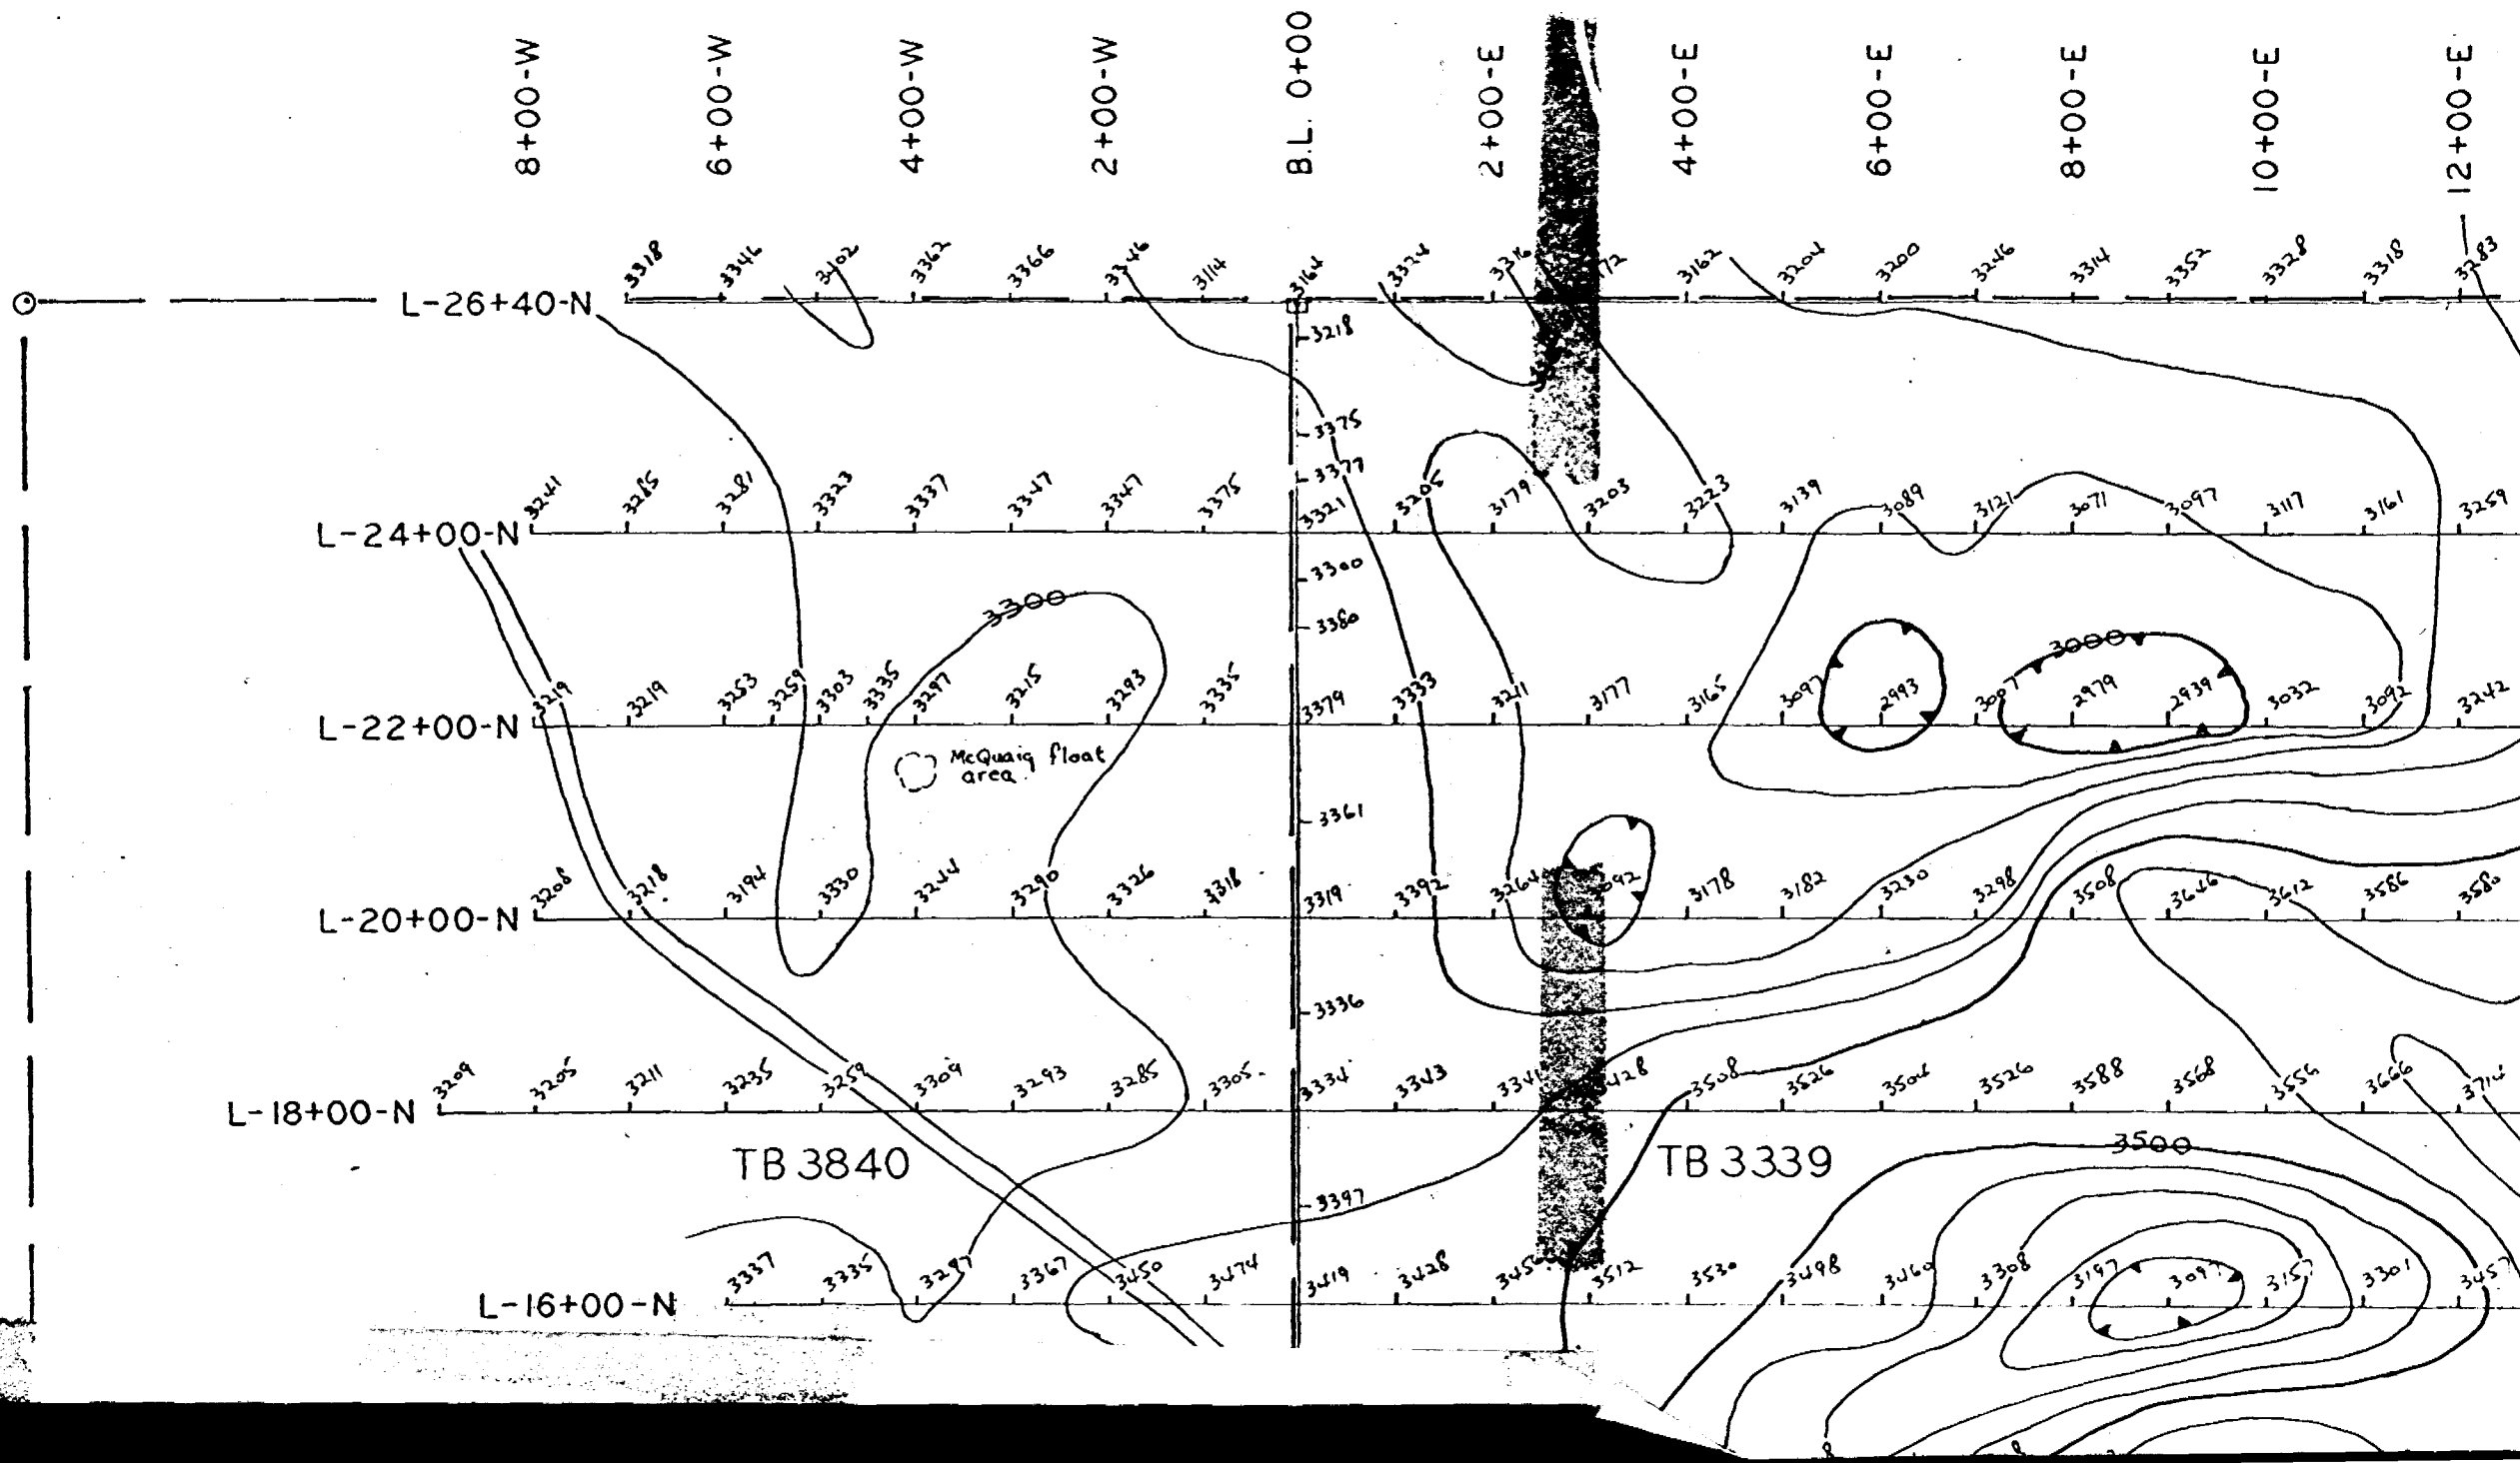 8+00-W 6+00-W 4+00-W 2+00-W B.L. 0+00 2+00-E 4+00-E 6+00-E 8+00-E 10+00-E 12+00-E
L-26+40-N 3318 3346 3402 3362 3366 3346 3114 3164 3324 3316 3162 3204 3200 3246 3314 3352 3328 3318 3283
3218
3375
3377
L-24+00-N 3241 3285 3281 3323 3337 3347 3347 3375 3321 3205 3179 3203 3223 3139 3089 3121 3071 3097 3117 3161 3259
3300
3300
3380
3000
L-22+00-N 3219 3219 3253 3259 3303 3335 3297 3215 3293 3335 3379 3333 3211 3177 3165 3097 2993 3007 2979 2939 3032 3092 3242
McQuaig float
area.
3361
L-20+00-N 3208 3218 3194 3330 3244 3290 3326 3318 3319 3392 3264 3092 3178 3182 3230 3298 3508 3646 3612 3586 3580
3336
L-18+00-N 3209 3205 3211 3235 3259 3309 3293 3285 3305 3334 3343 3341 3428 3508 3526 3504 3526 3588 3568 3556 3666 3714
TB 3840 TB 3339
3500
3397
L-16+00-N 3337 3335 3297 3367 3450 3474 3419 3428 3456 3512 3530 3498 3460 3308 3197 3097 3157 3301 3457